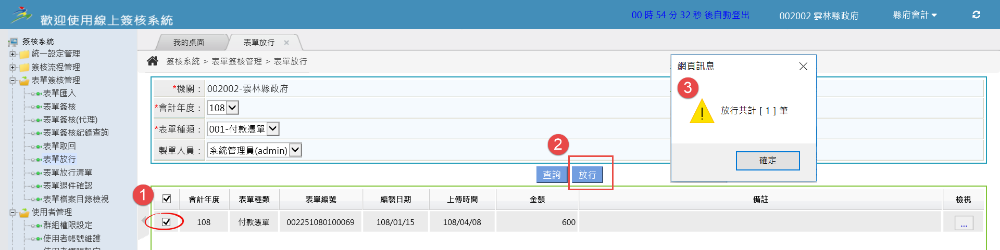 歡迎使用線上簽核系統
00 時 54 分 32 秒 後自動登出
002002 雲林縣政府
縣府會計
簽核系統
統一設定管理
簽核流程管理
表單簽核管理
表單匯入
表單簽核
表單簽核(代理)
表單簽核紀錄查詢
表單取回
表單放行
表單放行清單
表單退件確認
表單檔案目錄檢視
使用者管理
群組權限設定
使用者帳號維護
使用者權限設定
我的桌面
表單放行
簽核系統 > 表單簽核管理 > 表單放行
*機關： 002002-雲林縣政府
*會計年度： 108
*表單種類： 001-付款憑單
製單人員： 系統管理員(admin)
2
查詢 放行
網頁訊息
3
放行共計 [ 1 ] 筆
確定
1
會計年度 表單種類 表單編號 編製日期 上傳時間 金額 備註 檢視
108 付款憑單 002251080100069 108/01/15 108/04/08 600 ...